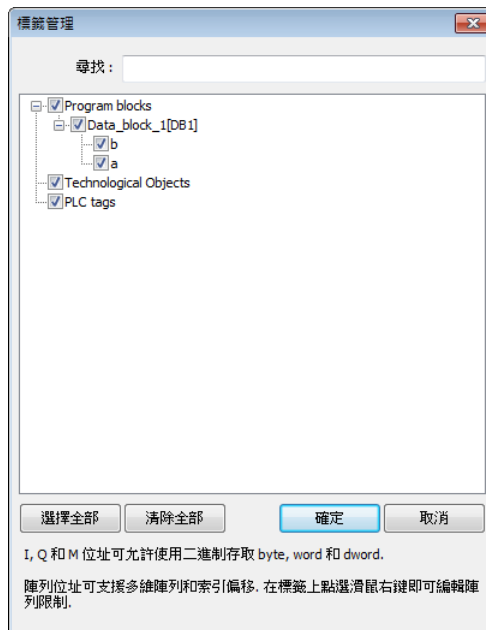 標籤管理
尋找：
Program blocks
Data_block_1[DB1]
b
a
Technological Objects
PLC tags
選擇全部 清除全部 確定 取消
I, Q 和 M 位址可允許使用二進制存取 byte, word 和 dword.
陣列位址可支援多維陣列和索引偏移. 在標籤上點選滑鼠右鍵即可編輯陣
列限制.